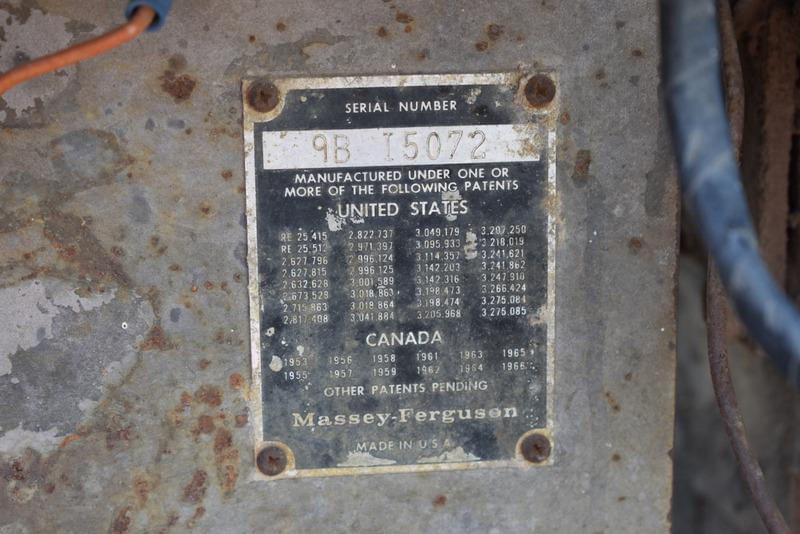 SERIAL NUMBER
9B 15072
MANUFACTURED UNDER ONE OR
MORE OF THE FOLLOWING PATENTS
UNITED STATES
RE 25,415 2,822,737 3,049,179 3,207,250
RE 25,512 2,971,397 3,095,933 3,218,019
2,627,796 2,996,124 3,114,357 3,241,621
2,627,815 2,996,125 3,142,203 3,241,862
2,632,628 3,001,589 3,142,316 3,247,910
2,673,529 3,018,863 3,198,473 3,266,424
2,715,863 3,018,864 3,198,474 3,275,084
2,817,408 3,041,884 3,205,968 3,275,085
CANADA
1953 1956 1958 1961 1963 1965
1955 1957 1959 1962 1964 1966
OTHER PATENTS PENDING
Massey-Ferguson
MADE IN U.S.A.